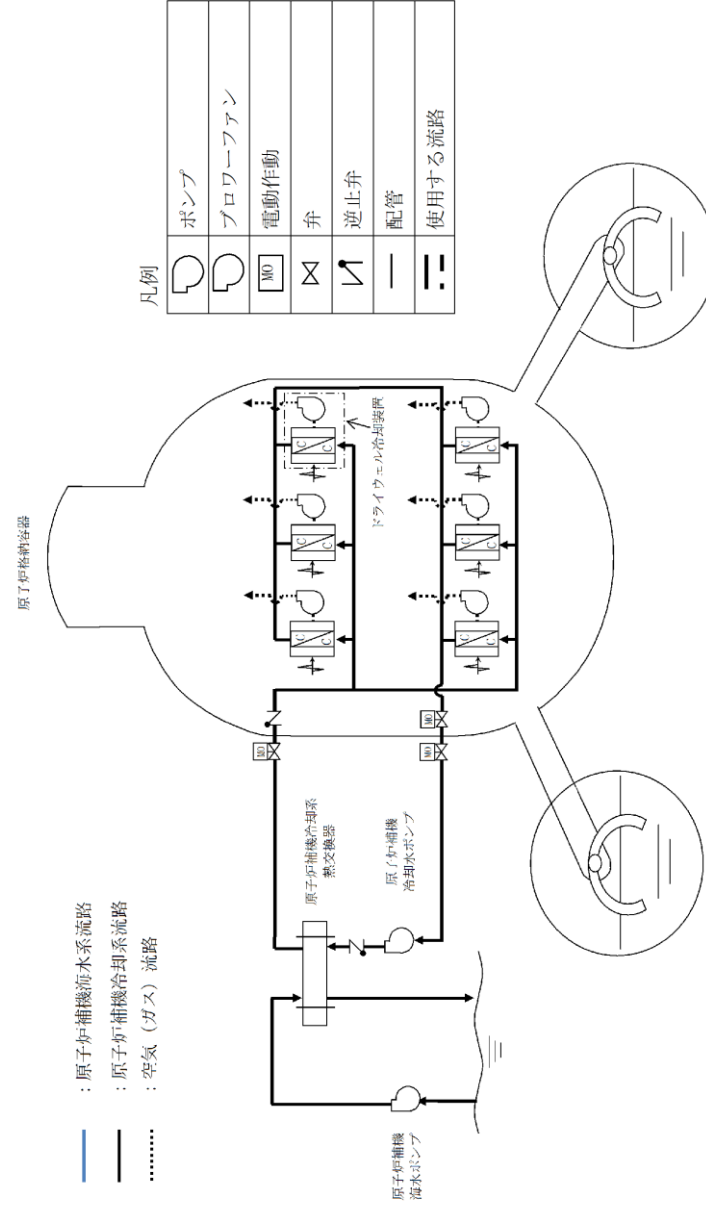 原子炉格納容器
凡例
ポンプ
ブロワーファン
MO
電動作動
弁
逆止弁
配管
使用する流路
ドライウェル冷却装置
C
C
C
C
C
C
C
C
C
C
C
C
MO
MO
MO
原子炉補機冷却系
熱交換器
原子炉補機
冷却水ポンプ
原子炉補機
海水ポンプ
：原子炉補機海水系流路
：原子炉補機冷却系流路
：空気（ガス）流路